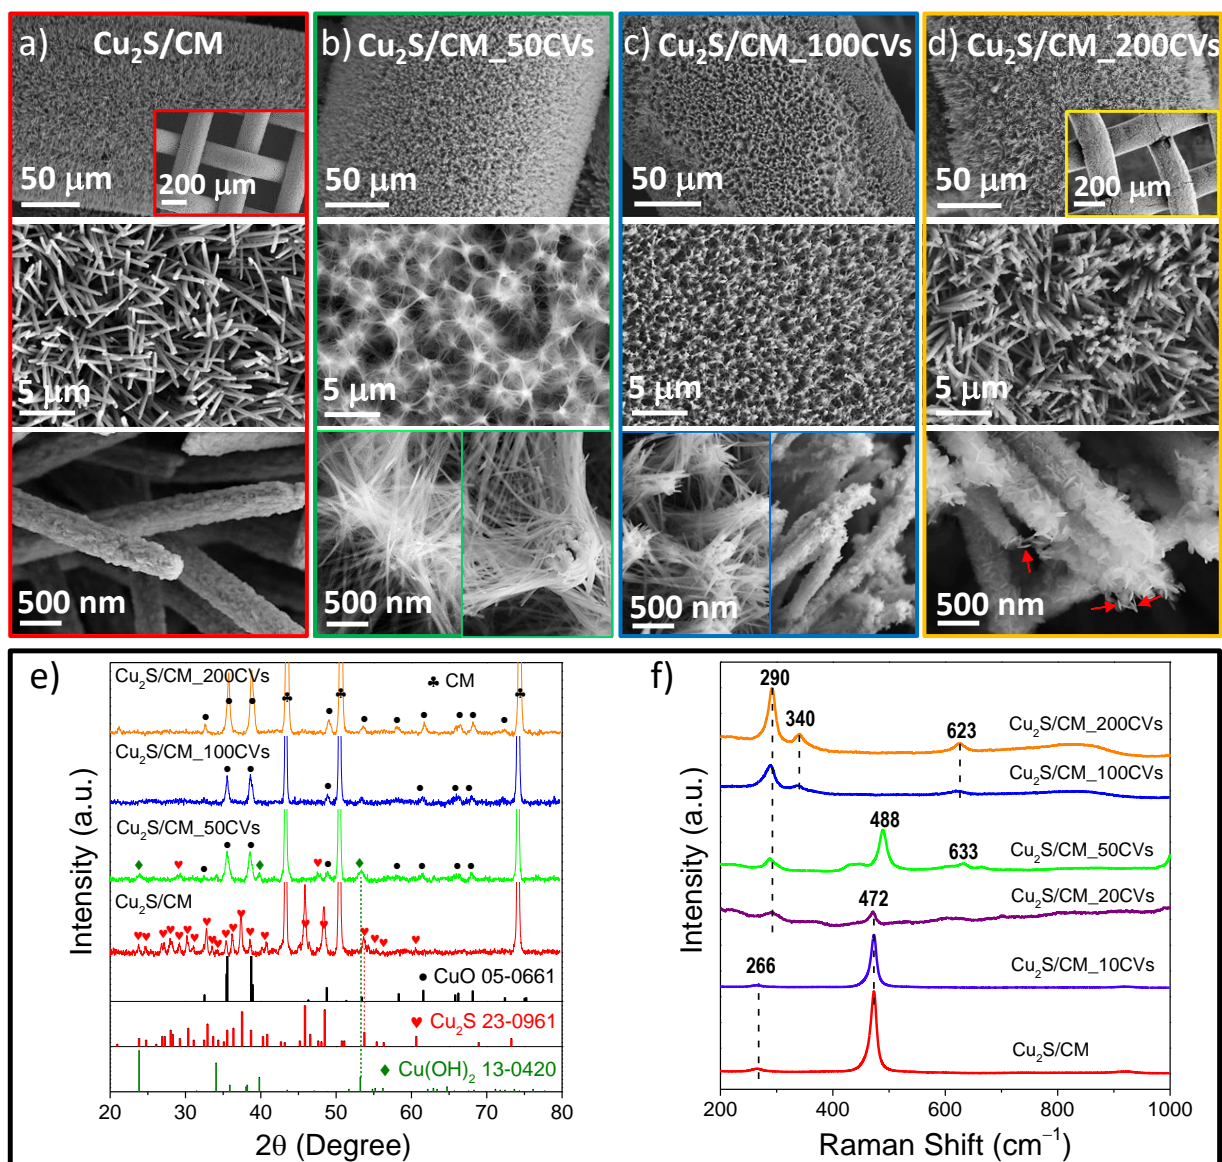 a) Cu₂S/CM
50 μm
200 μm
5 μm
500 nm
b) Cu₂S/CM_50CVs
50 μm
5 μm
500 nm
c) Cu₂S/CM_100CVs
50 μm
5 μm
500 nm
d) Cu₂S/CM_200CVs
50 μm
200 μm
5 μm
500 nm
e)
Cu₂S/CM_200CVs
♣ CM
Cu₂S/CM_100CVs
Cu₂S/CM_50CVs
Cu₂S/CM
● CuO 05-0661
♥ Cu₂S 23-0961
♦ Cu(OH)₂ 13-0420
20 30 40 50 60 70 80
2θ (Degree)
Intensity (a.u.)
f)
290
340
623
Cu₂S/CM_200CVs
Cu₂S/CM_100CVs
488
633
Cu₂S/CM_50CVs
472
Cu₂S/CM_20CVs
266
Cu₂S/CM_10CVs
Cu₂S/CM
200 400 600 800 1000
Raman Shift (cm⁻¹)
Intensity (a.u.)